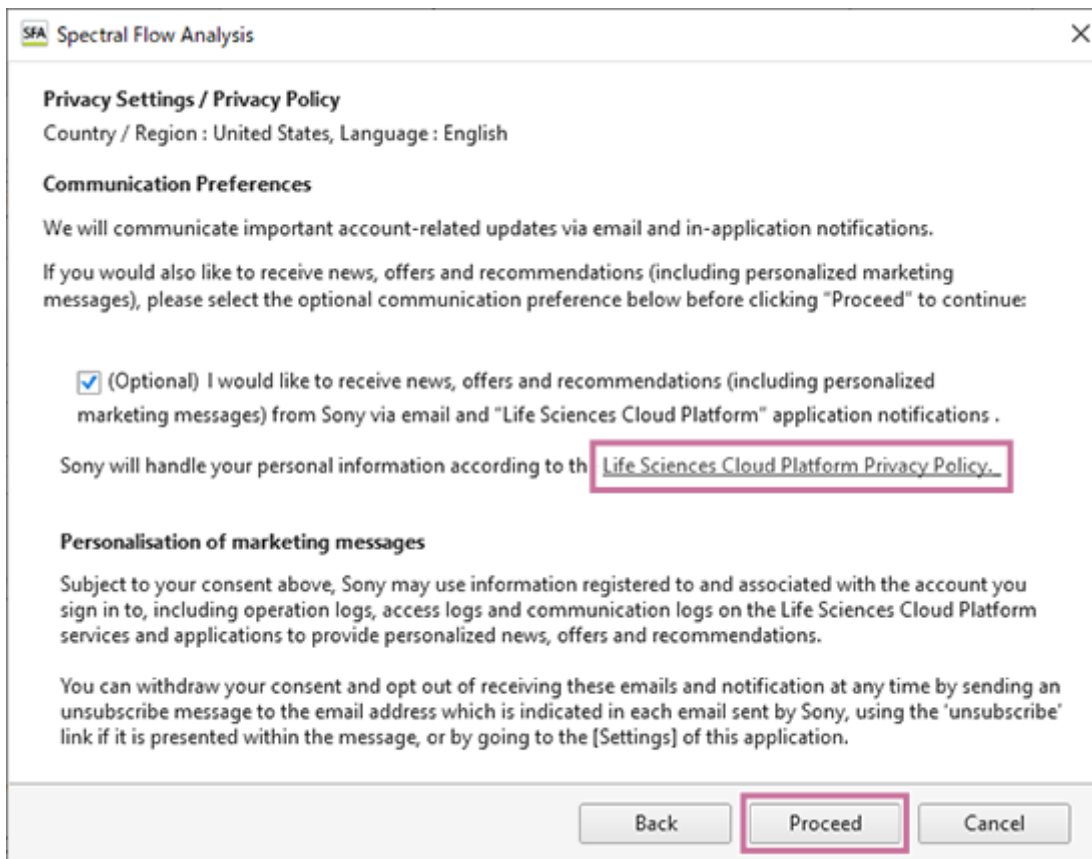 SFA Spectral Flow Analysis
Privacy Settings / Privacy Policy
Country / Region : United States, Language : English
Communication Preferences
We will communicate important account-related updates via email and in-application notifications.
If you would also like to receive news, offers and recommendations (including personalized marketing
messages), please select the optional communication preference below before clicking "Proceed" to continue:
(Optional) I would like to receive news, offers and recommendations (including personalized
marketing messages) from Sony via email and "Life Sciences Cloud Platform" application notifications .
Sony will handle your personal information according to th Life Sciences Cloud Platform Privacy Policy.
Personalisation of marketing messages
Subject to your consent above, Sony may use information registered to and associated with the account you
sign in to, including operation logs, access logs and communication logs on the Life Sciences Cloud Platform
services and applications to provide personalized news, offers and recommendations.
You can withdraw your consent and opt out of receiving these emails and notification at any time by sending an
unsubscribe message to the email address which is indicated in each email sent by Sony, using the 'unsubscribe'
link if it is presented within the message, or by going to the [Settings] of this application.
Back Proceed Cancel